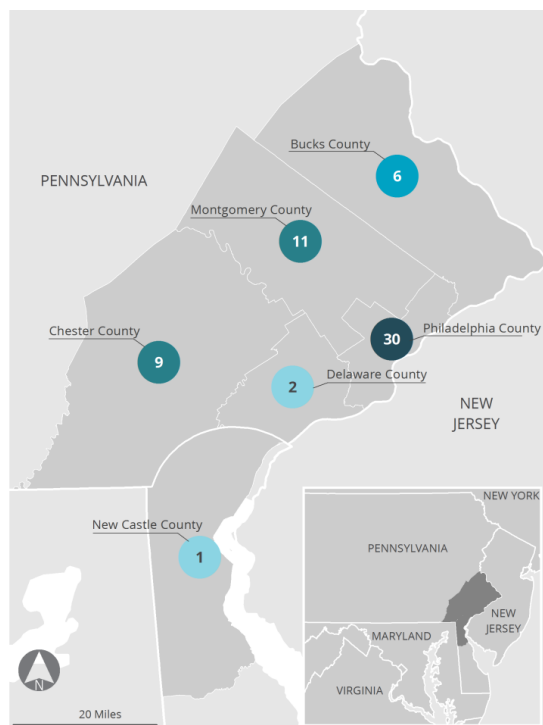 Bucks County
6
PENNSYLVANIA
Montgomery County
11
Chester County
9
Philadelphia County
30
Delaware County
2
NEW
JERSEY
New Castle County
1
NEW YORK
PENNSYLVANIA
NEW
JERSEY
MARYLAND
VIRGINIA
N
20 Miles